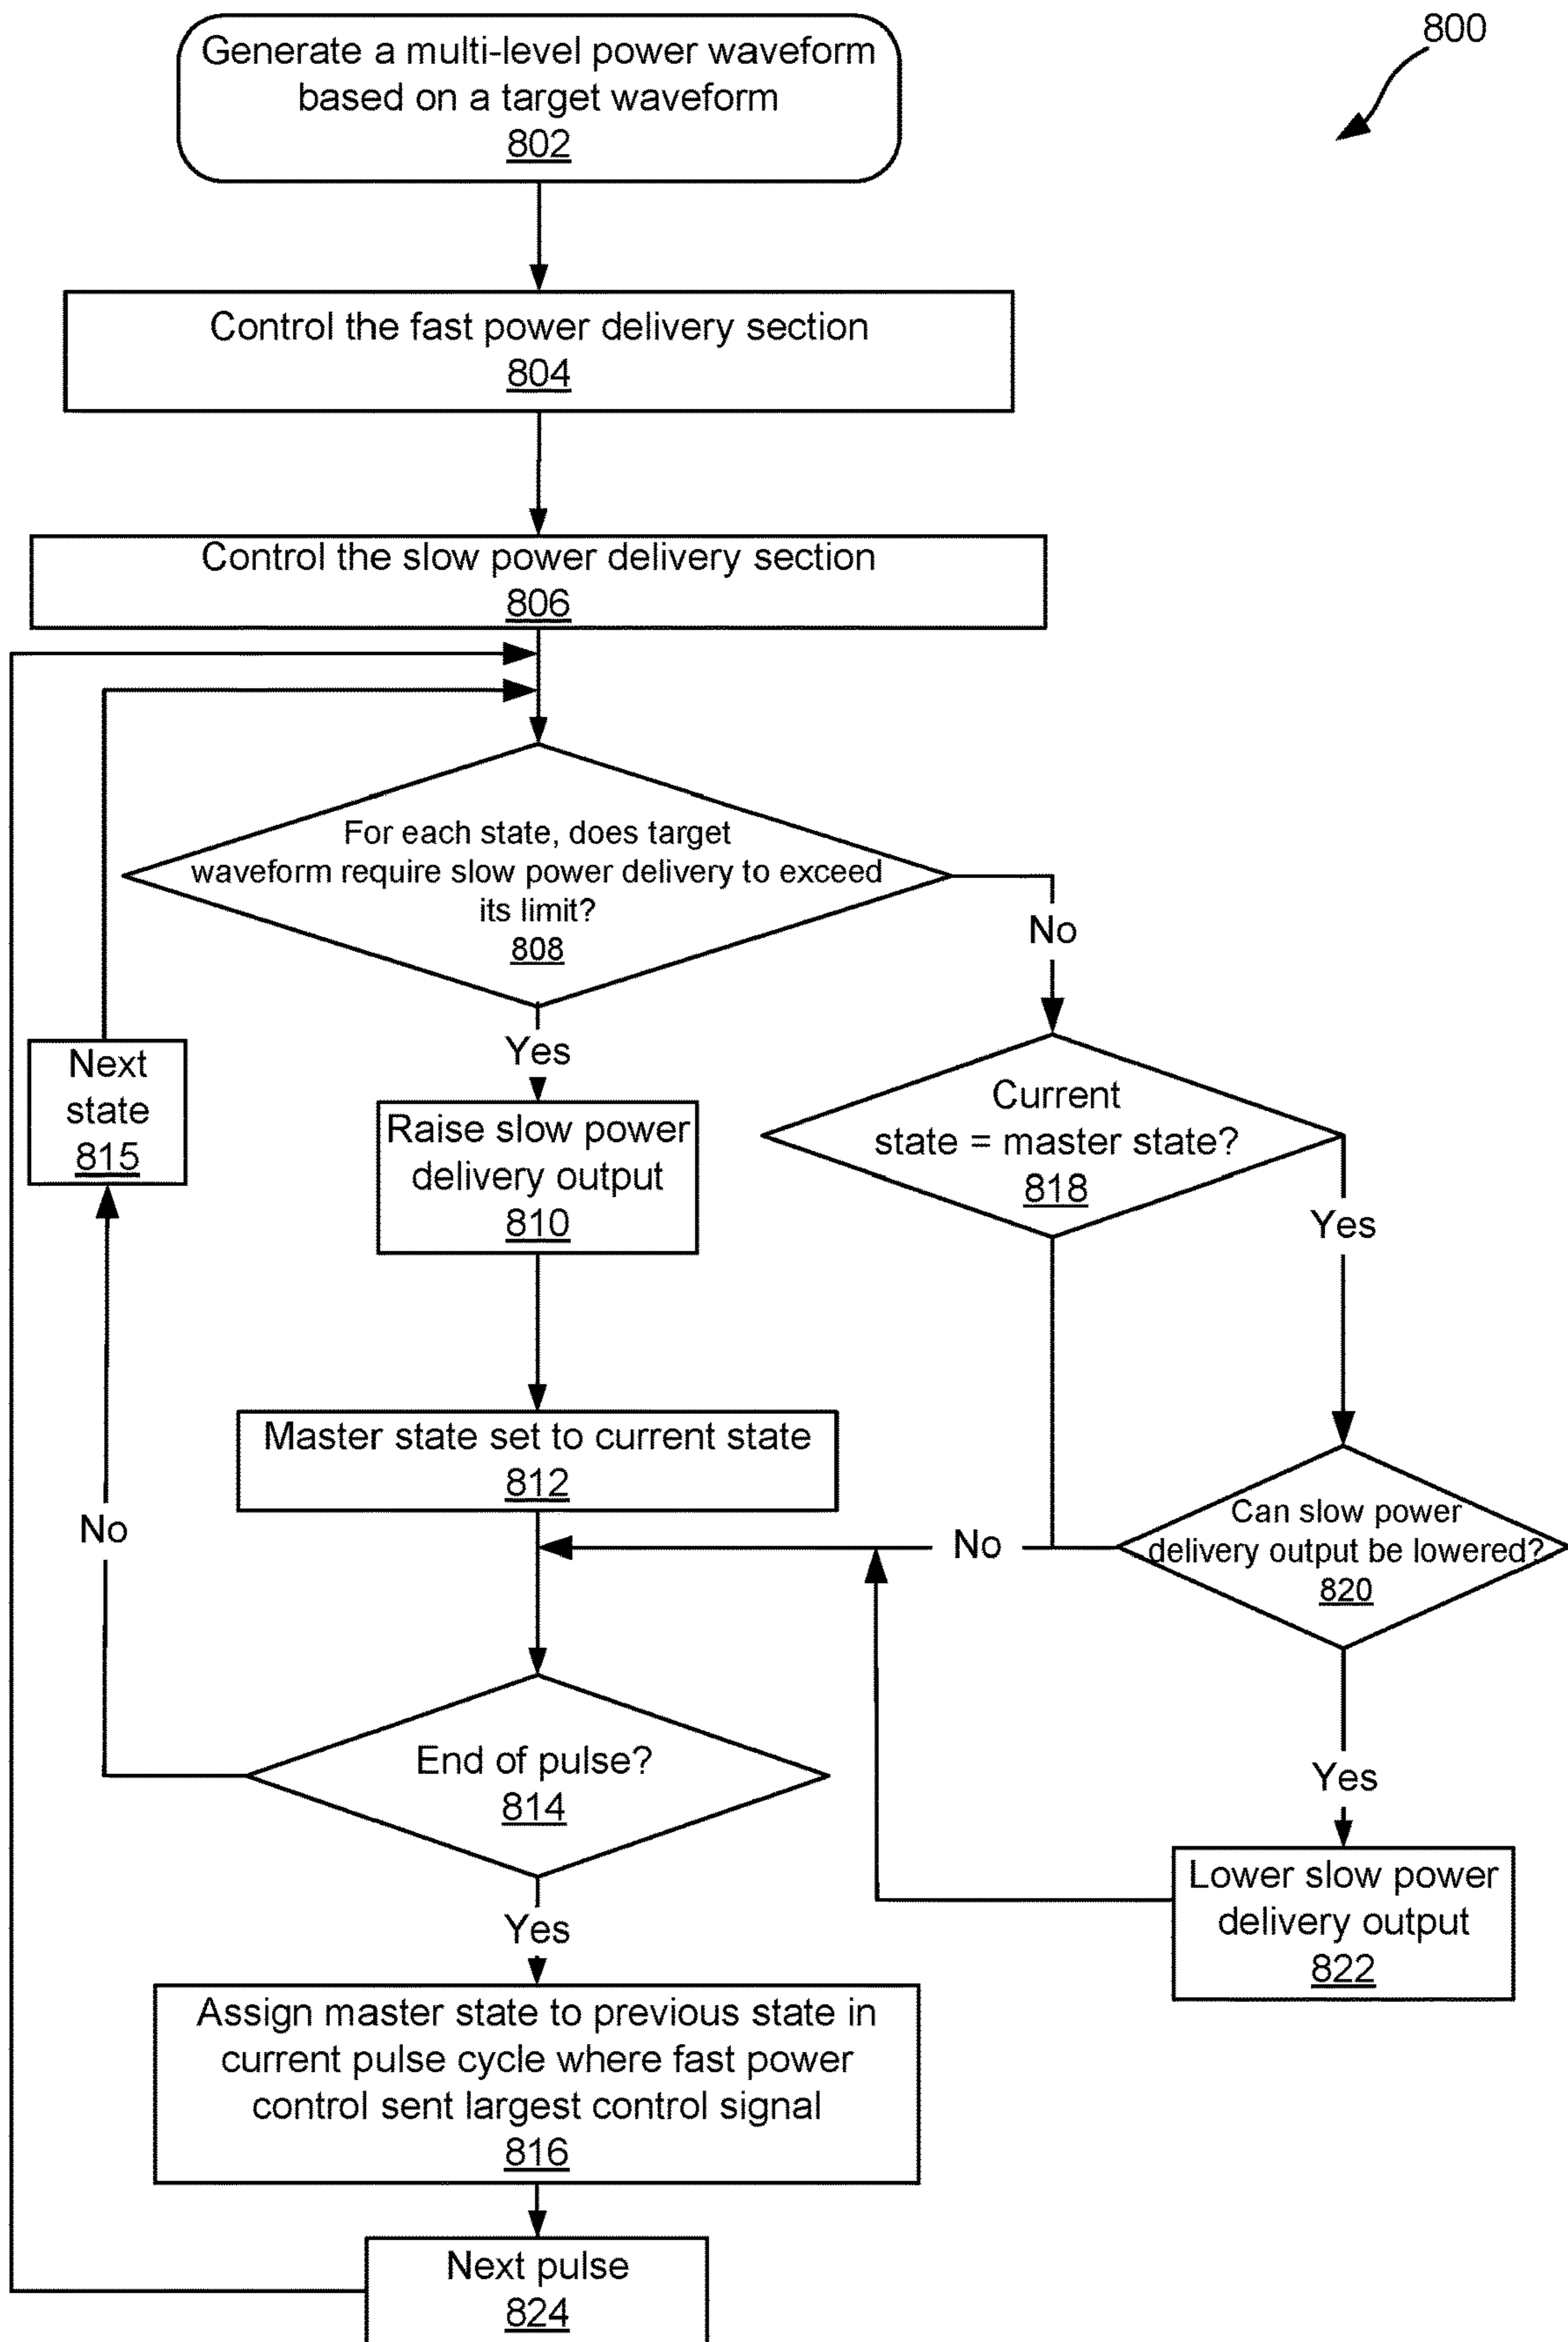 800
Generate a multi-level power waveform
based on a target waveform
802
Control the fast power delivery section
804
Control the slow power delivery section
806
For each state, does target
waveform require slow power delivery to exceed
its limit?
808
No
Yes
Next
state
815
Raise slow power
delivery output
810
Current
state = master state?
818
Yes
Master state set to current state
812
No
No
Can slow power
delivery output be lowered?
820
End of pulse?
814
Yes
Yes
Lower slow power
delivery output
822
Assign master state to previous state in
current pulse cycle where fast power
control sent largest control signal
816
Next pulse
824